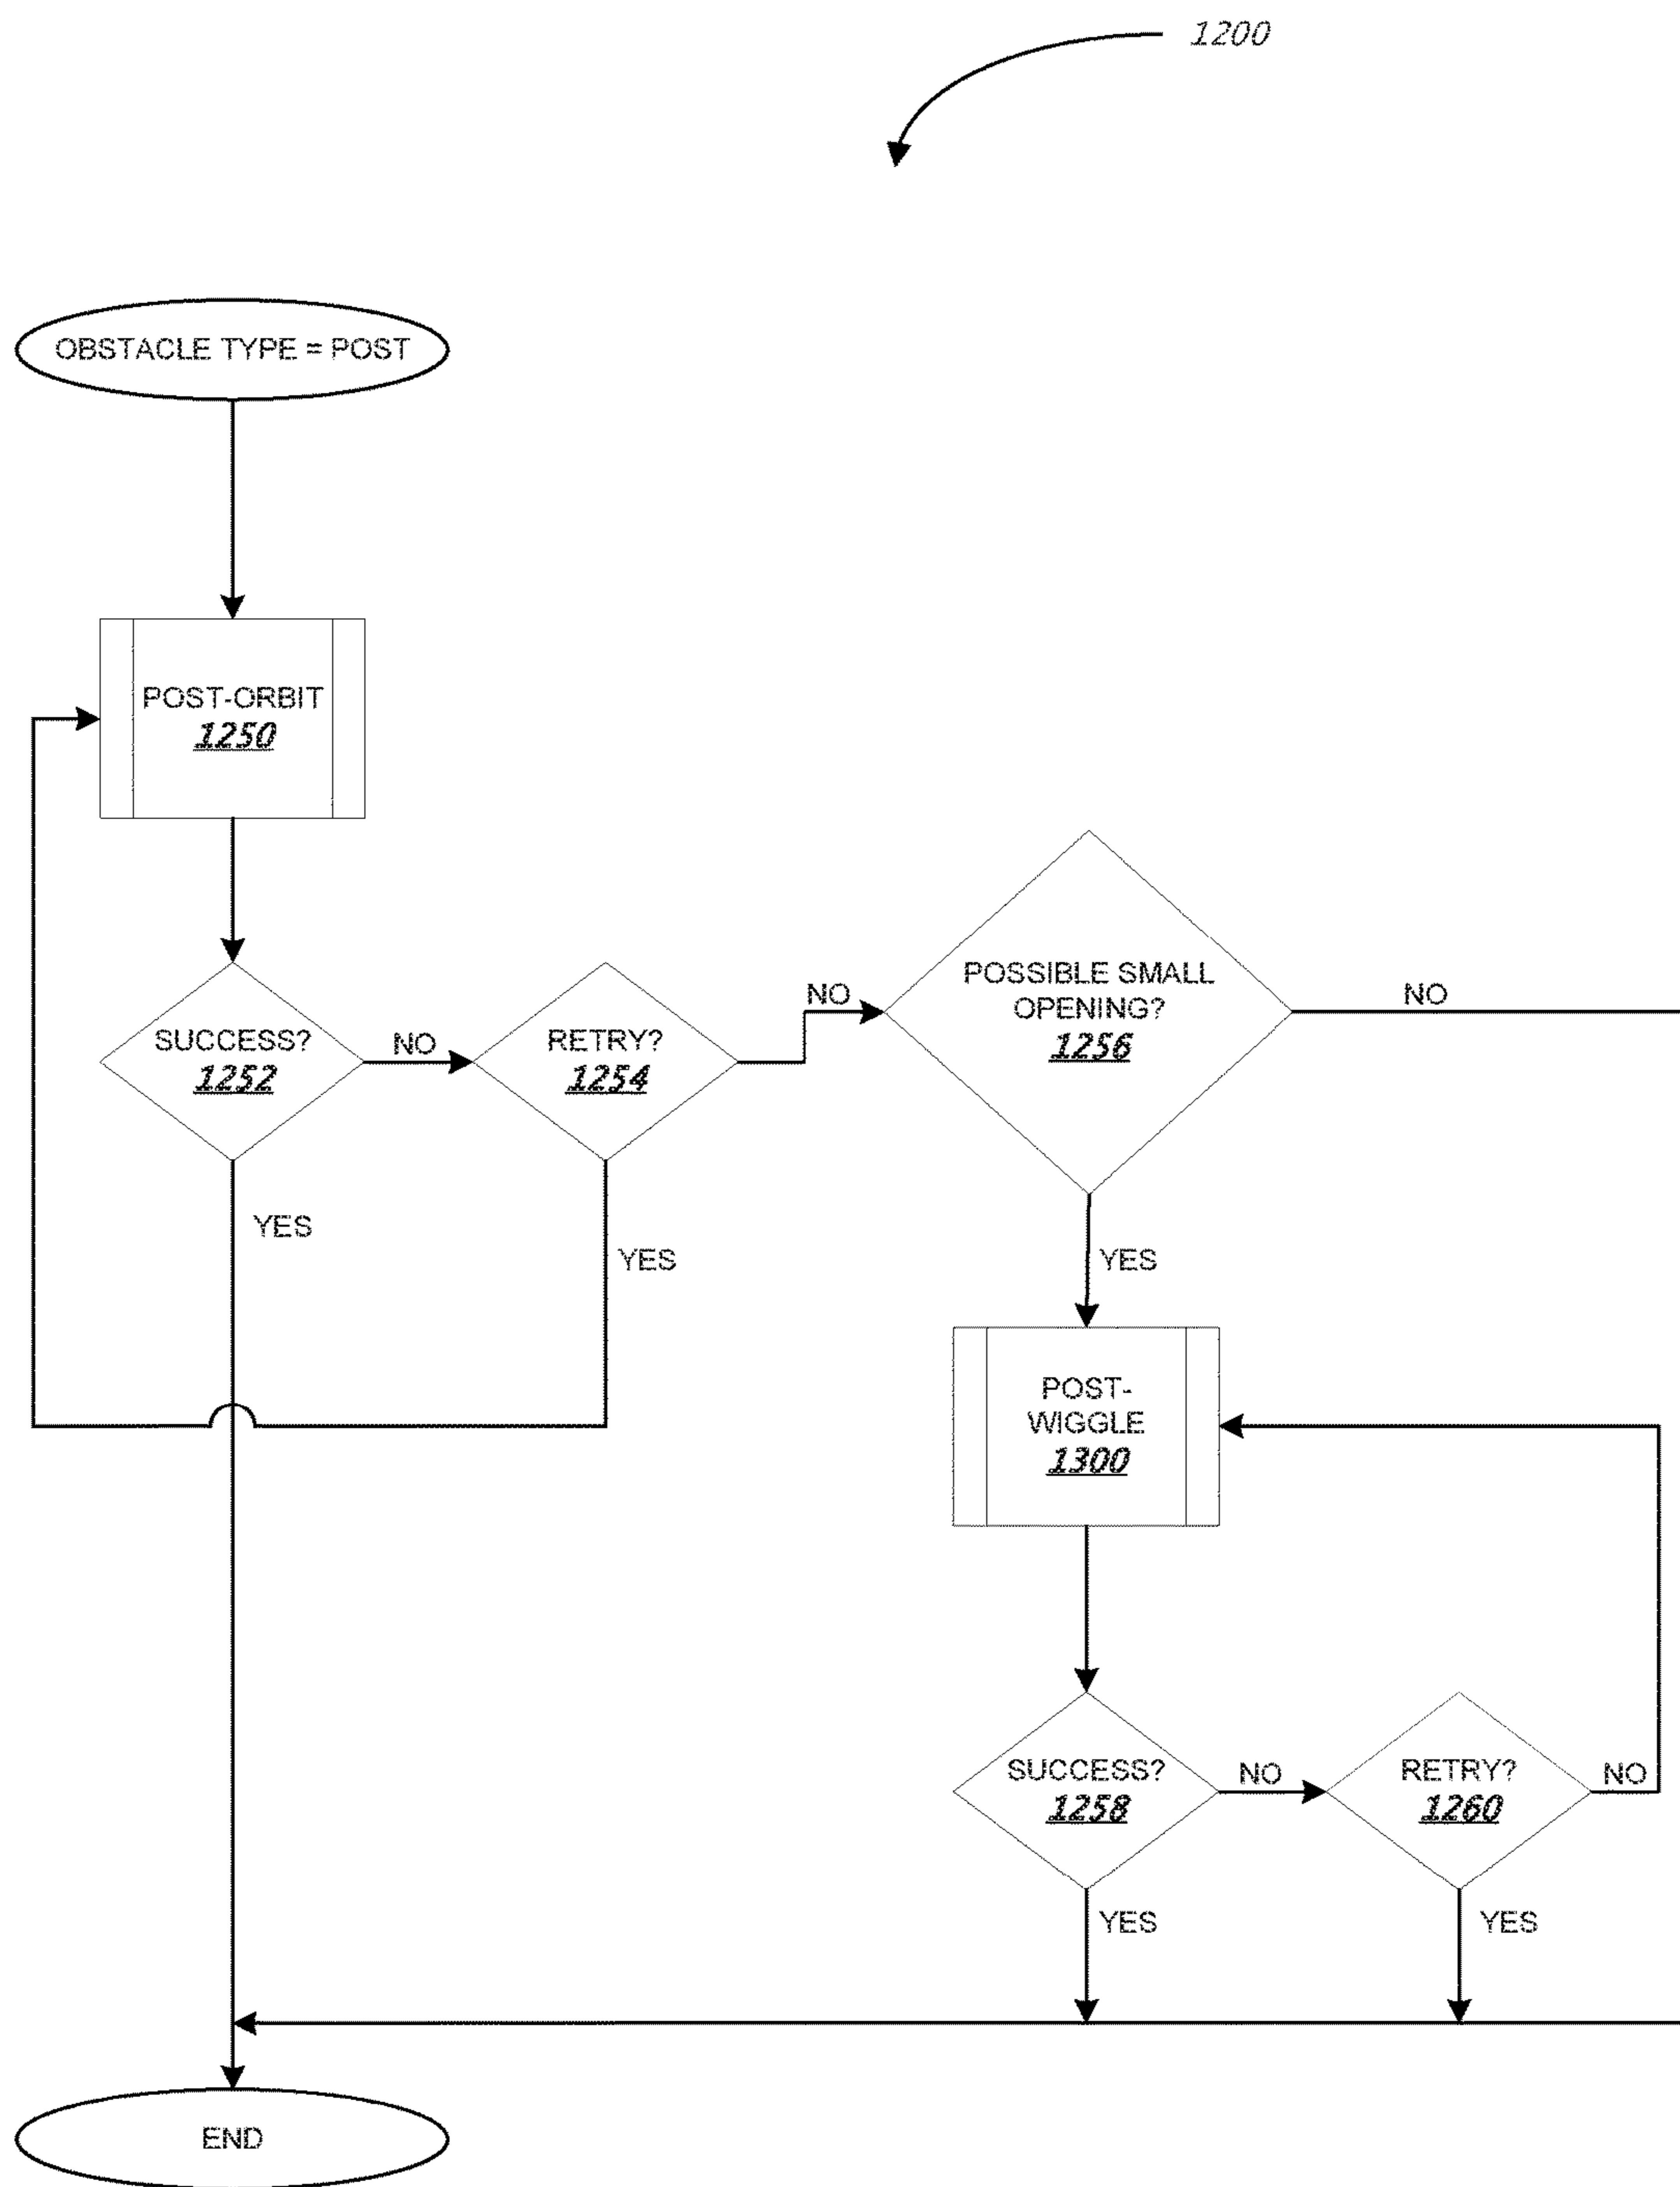 1200
OBSTACLE TYPE = POST
POST-ORBIT
1250
SUCCESS?
1252
NO
RETRY?
1254
NO
POSSIBLE SMALL
OPENING?
1256
NO
YES
YES
YES
POST-
WIGGLE
1300
SUCCESS?
1258
NO
RETRY?
1260
NO
YES
YES
END